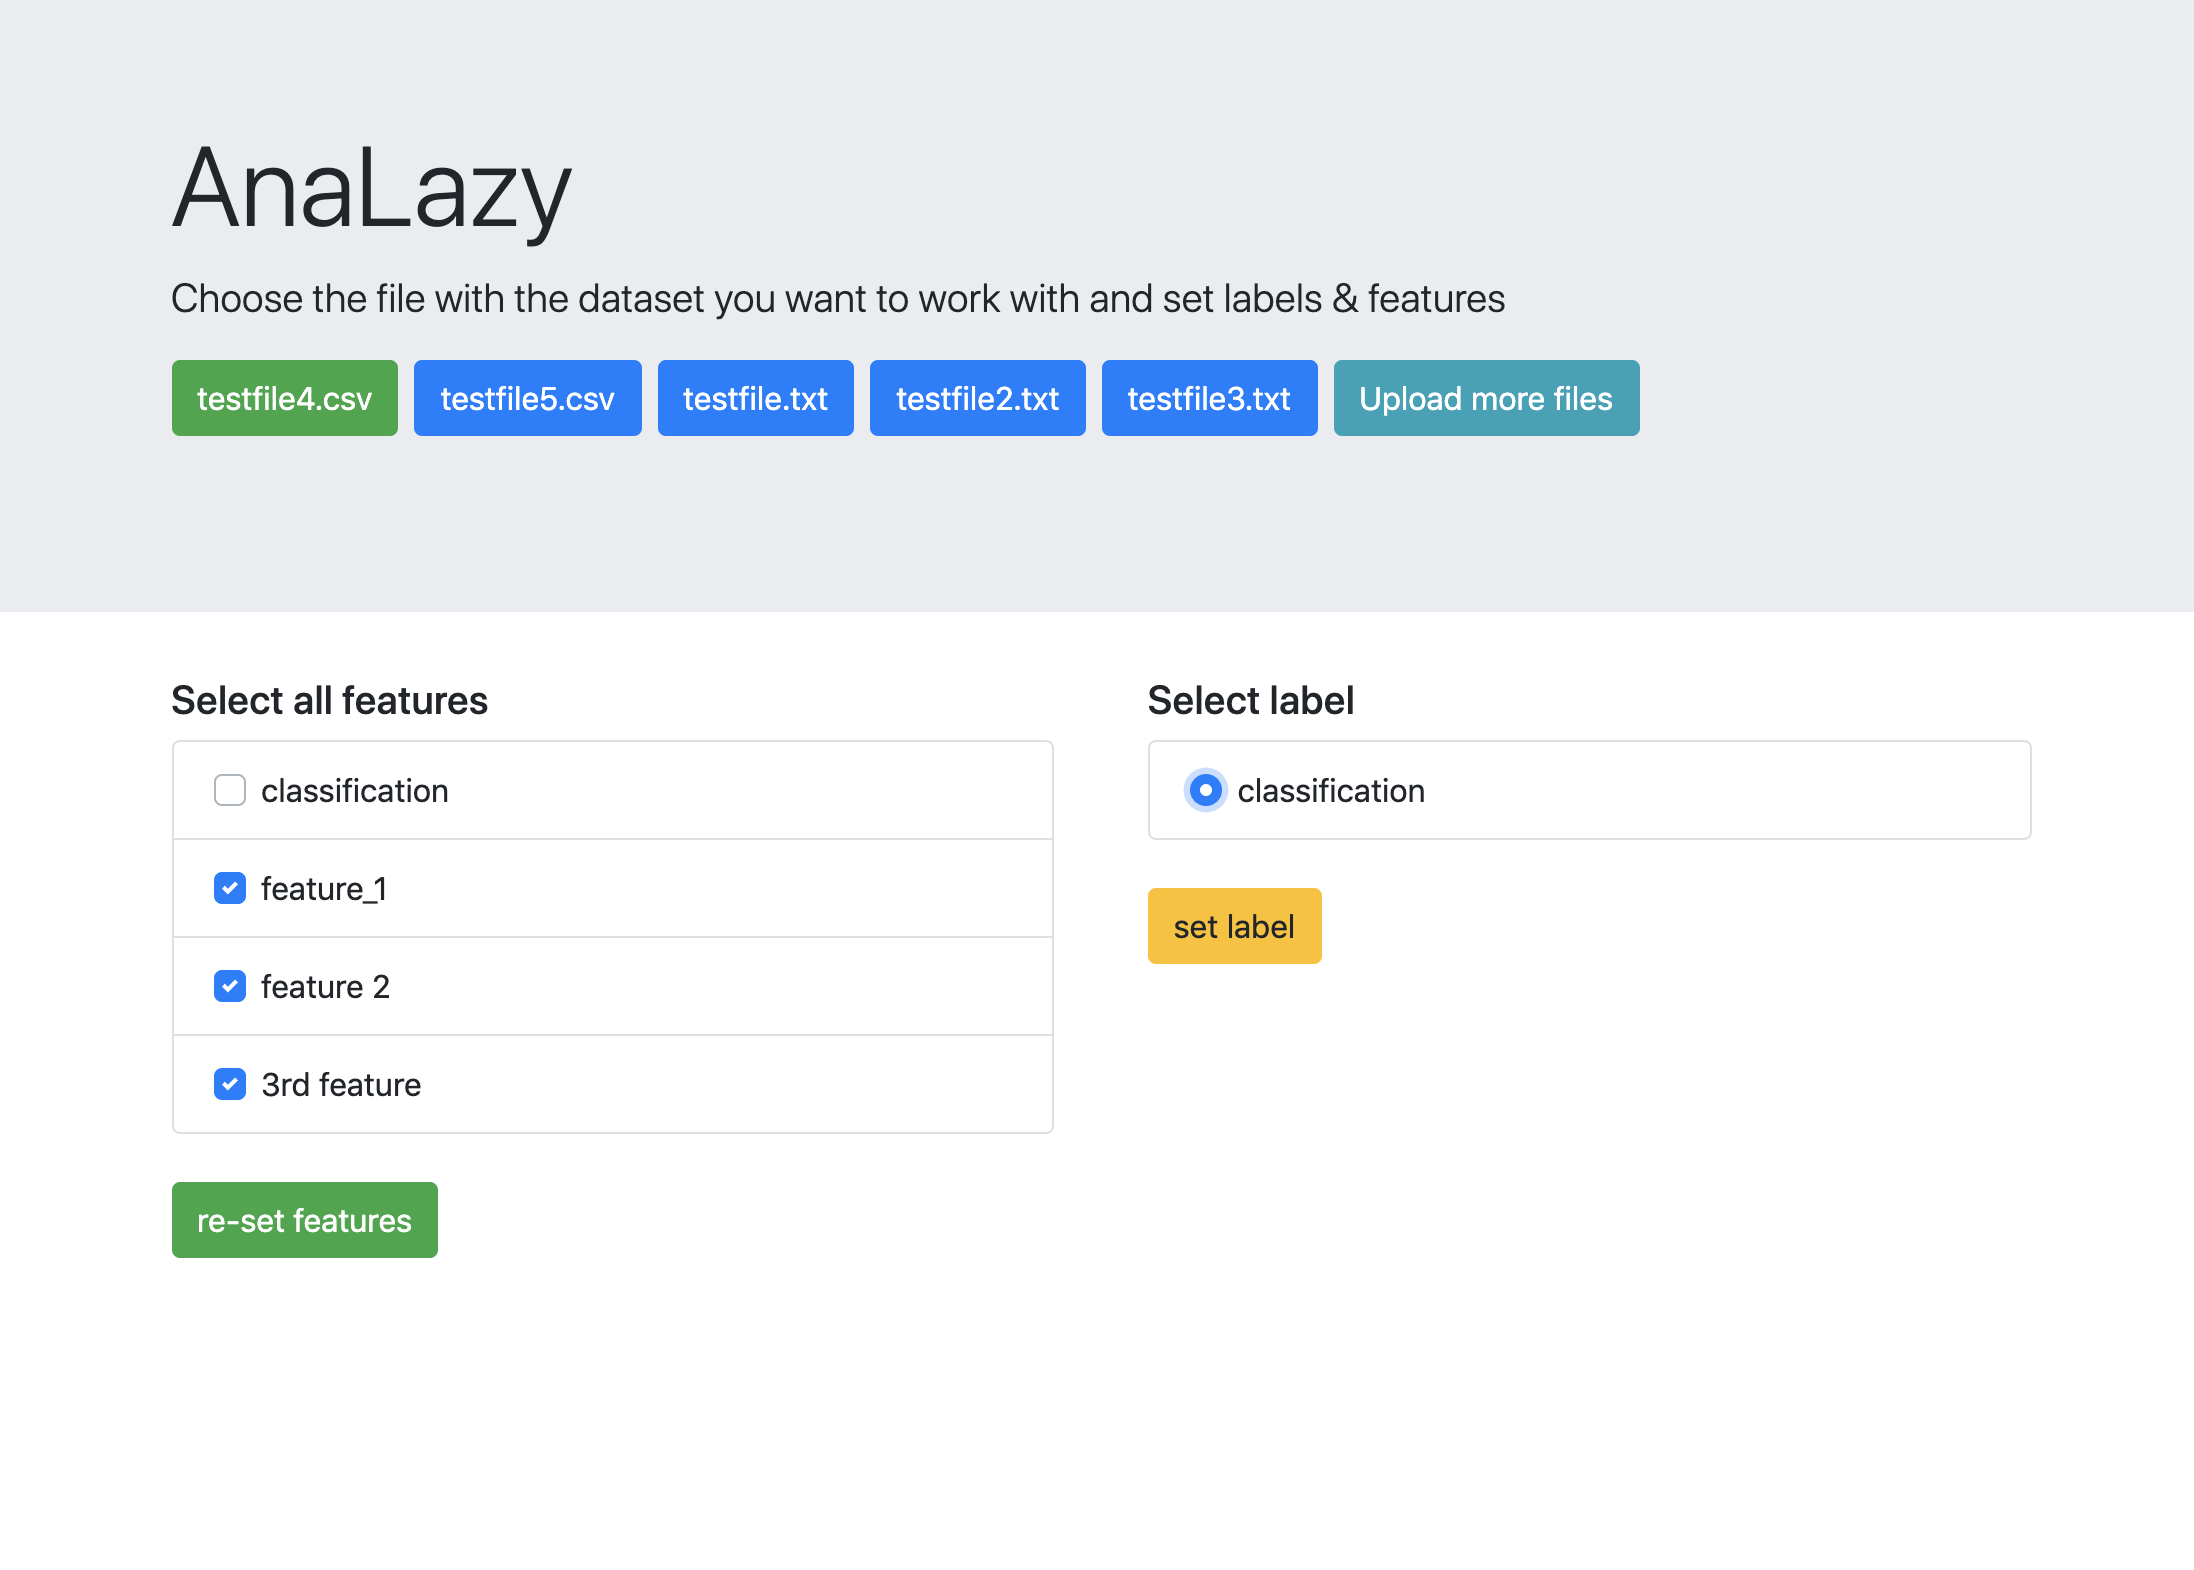 AnaLazy
Choose the file with the dataset you want to work with and set labels & features
testfile4.csv testfile5.csv testfile.txt testfile2.txt testfile3.txt Upload more files
Select all features
classification
feature_1
feature 2
3rd feature
re-set features
Select label
classification
set label